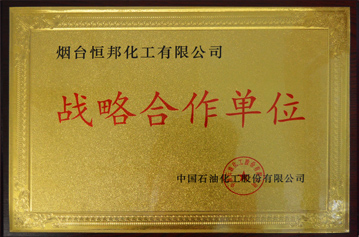 烟台恒邦化工有限公司
战略合作单位
中国石油化工股份有限公司